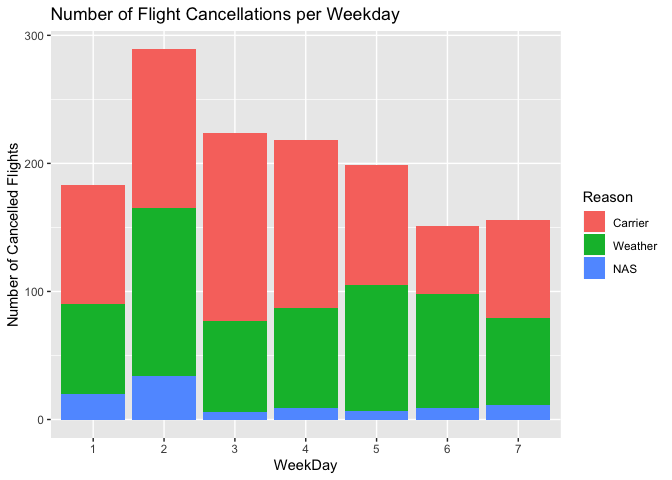 Number of Flight Cancellations per Weekday
Number of Cancelled Flights
300
200
100
0
1 2 3 4 5 6 7
WeekDay
Reason
Carrier
Weather
NAS